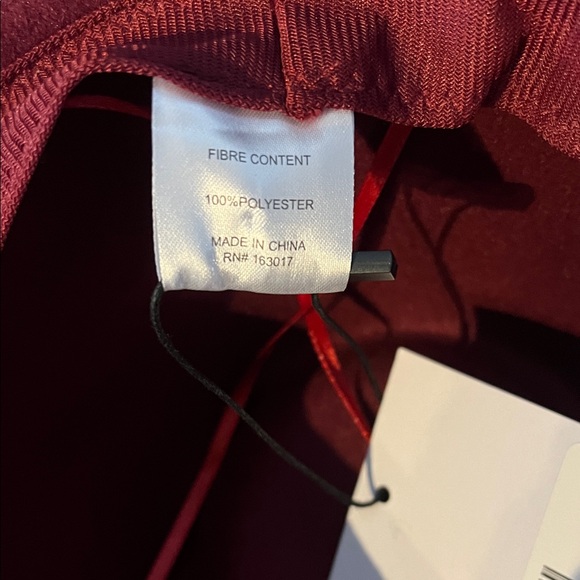 FIBRE CONTENT
100%POLYESTER
MADE IN CHINA
RN# 163017